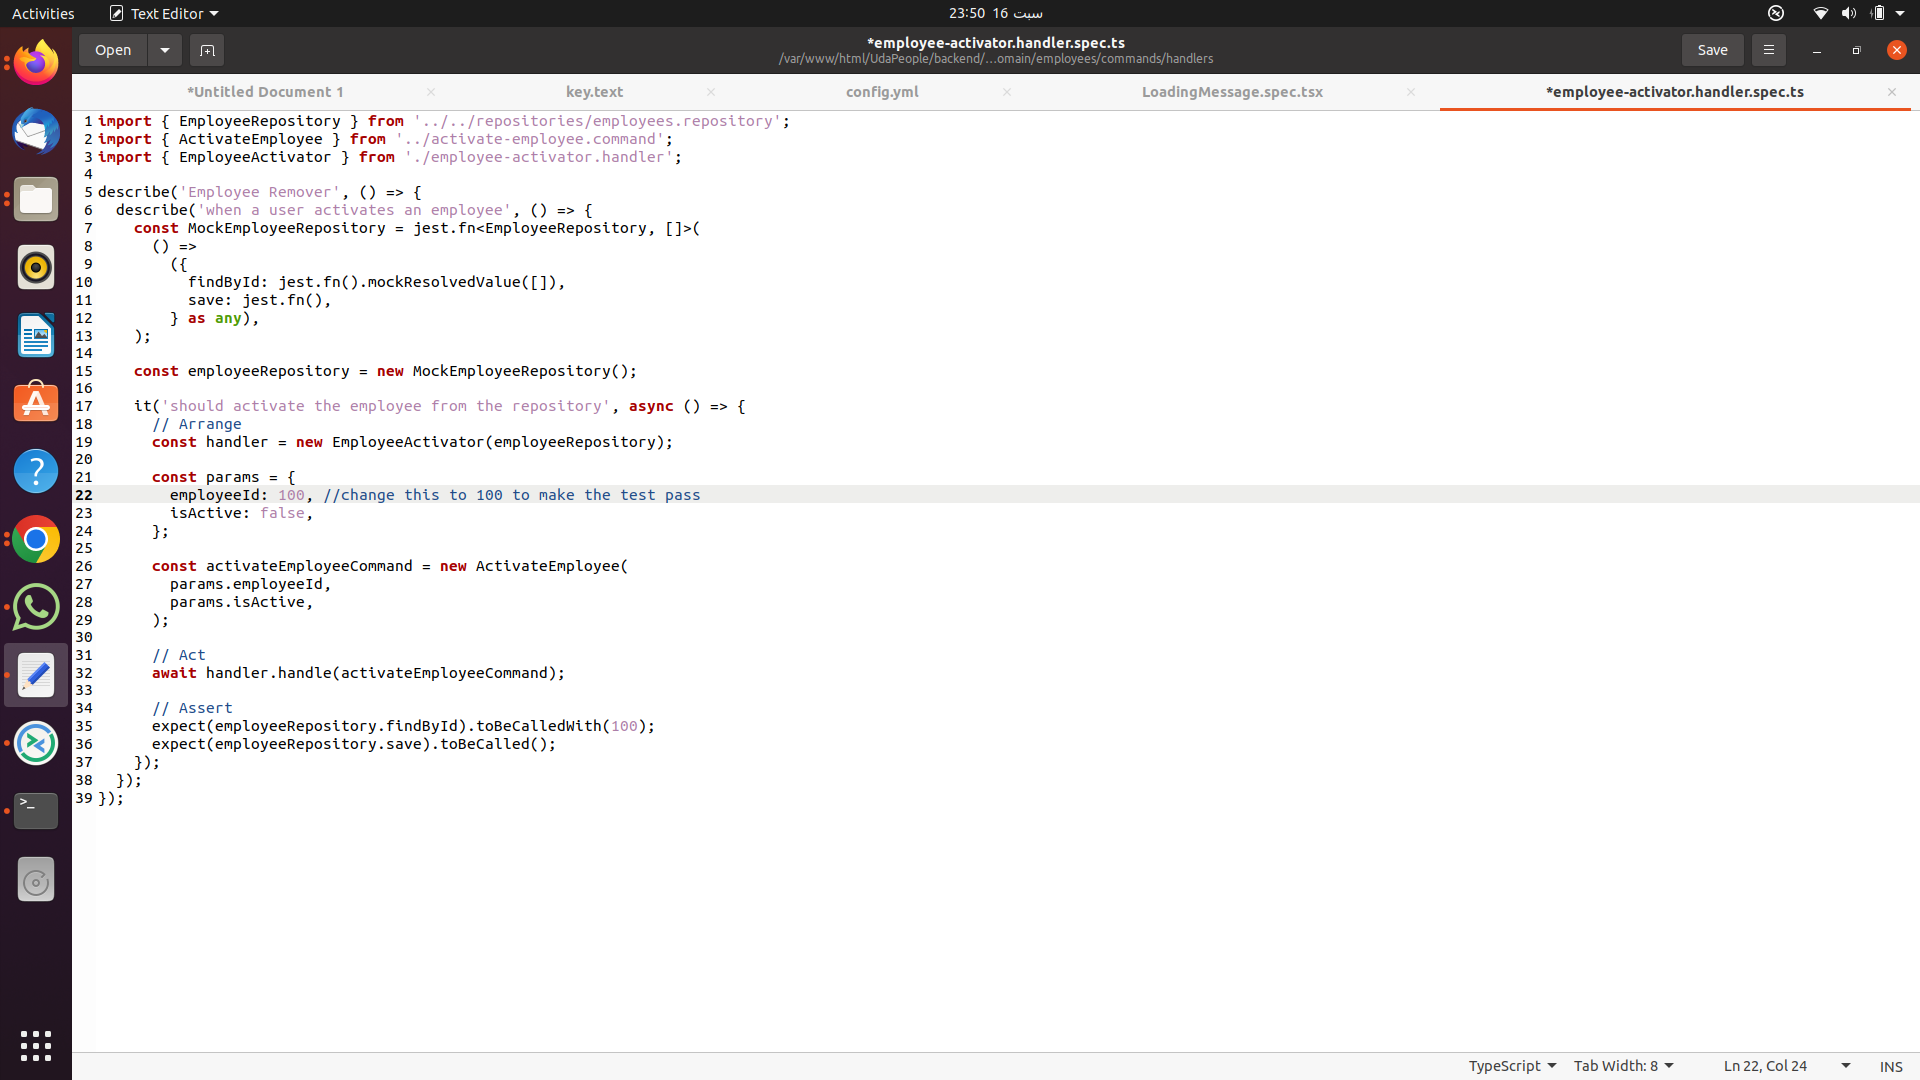 Activities
Text Editor
23:50 16 سبت
Open
*employee-activator.handler.spec.ts
/var/www/html/UdaPeople/backend/…omain/employees/commands/handlers
Save
*Untitled Document 1
key.text
config.yml
LoadingMessage.spec.tsx
*employee-activator.handler.spec.ts
1 import { EmployeeRepository } from '../../repositories/employees.repository';
2 import { ActivateEmployee } from '../activate-employee.command';
3 import { EmployeeActivator } from './employee-activator.handler';
4
5 describe('Employee Remover', () => {
6   describe('when a user activates an employee', () => {
7     const MockEmployeeRepository = jest.fn<EmployeeRepository, []>(
8       () =>
9         ({
10           findById: jest.fn().mockResolvedValue([]),
11           save: jest.fn(),
12         } as any),
13     );
14
15     const employeeRepository = new MockEmployeeRepository();
16
17     it('should activate the employee from the repository', async () => {
18       // Arrange
19       const handler = new EmployeeActivator(employeeRepository);
20
21       const params = {
22         employeeId: 100, //change this to 100 to make the test pass
23         isActive: false,
24       };
25
26       const activateEmployeeCommand = new ActivateEmployee(
27         params.employeeId,
28         params.isActive,
29       );
30
31       // Act
32       await handler.handle(activateEmployeeCommand);
33
34       // Assert
35       expect(employeeRepository.findById).toBeCalledWith(100);
36       expect(employeeRepository.save).toBeCalled();
37     });
38   });
39 });
TypeScript
Tab Width: 8
Ln 22, Col 24
INS